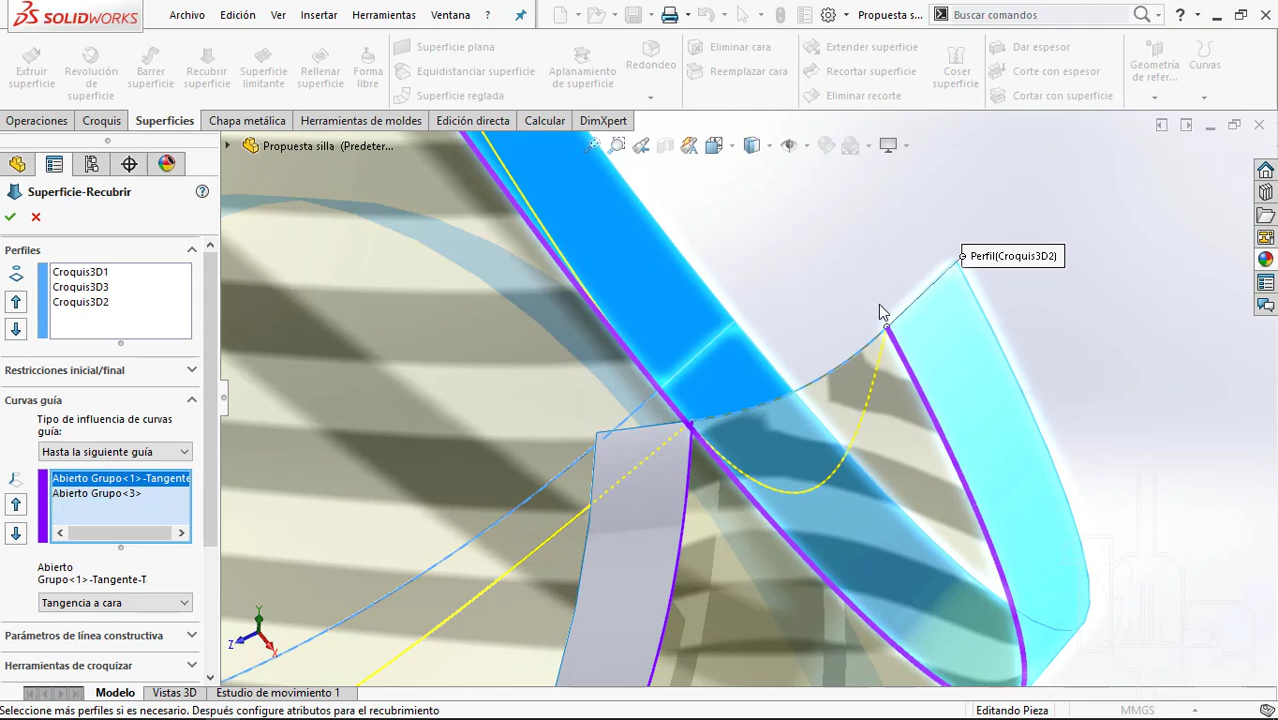 SOLIDWORKS
Archivo Edición Ver Insertar Herramientas Ventana ?
Propuesta s...
Buscar comandos
Extruir superficie
Revolución de superficie
Barrer superficie
Recubrir superficie
Superficie limitante
Rellenar superficie
Forma libre
Superficie plana
Equidistanciar superficie
Superficie reglada
Aplanamiento de superficie
Redondeo
Eliminar cara
Reemplazar cara
Extender superficie
Recortar superficie
Eliminar recorte
Coser superficie
Dar espesor
Corte con espesor
Cortar con espesor
Geometría de refer...
Curvas
Operaciones Croquis Superficies Chapa metálica Herramientas de moldes Edición directa Calcular DimXpert
Propuesta silla (Predeter...
Superficie-Recubrir
Perfiles
Croquis3D1
Croquis3D3
Croquis3D2
Restricciones inicial/final
Curvas guía
Tipo de influencia de curvas
guía:
Hasta la siguiente guía
Abierto Grupo<1>-Tangente
Abierto Grupo<3>
Abierto
Grupo<1>-Tangente-T
Tangencia a cara
Parámetros de línea constructiva
Herramientas de croquizar
Perfil(Croquis3D2)
Y
Z
X
Modelo Vistas 3D Estudio de movimiento 1
Seleccione más perfiles si es necesario. Después configure atributos para el recubrimiento
Editando Pieza
MMGS